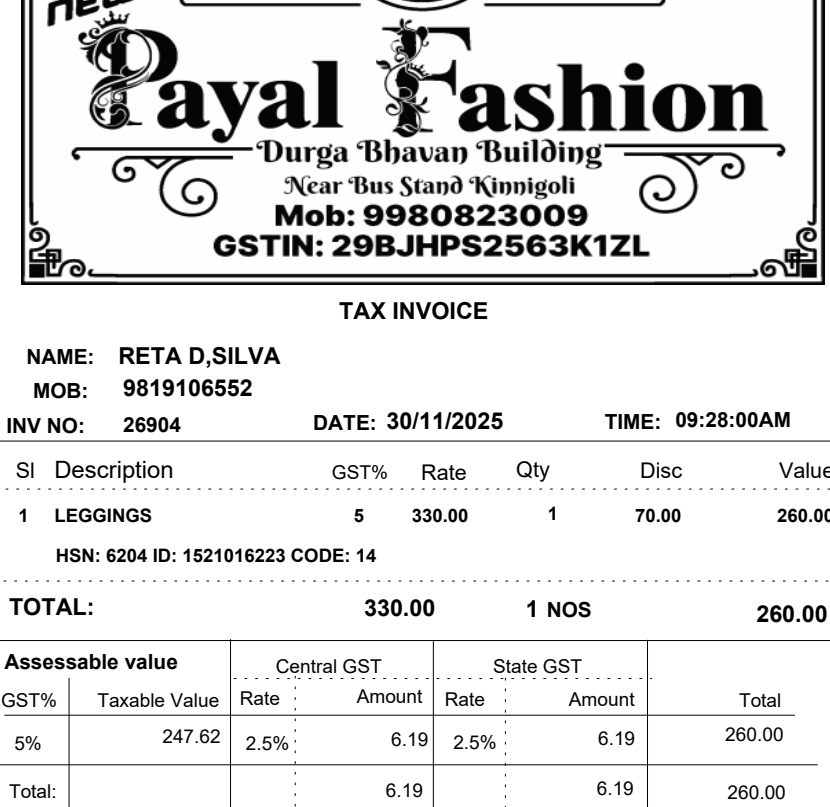 new
Payal Fashion
Durga Bhavan Building
Near Bus Stand Kinnigoli
Mob: 9980823009
GSTIN: 29BJHPS2563K1ZL
TAX INVOICE
NAME: RETA D,SILVA
MOB: 9819106552
INV NO: 26904 DATE: 30/11/2025 TIME: 09:28:00AM
Sl Description GST% Rate Qty Disc Value
1 LEGGINGS 5 330.00 1 70.00 260.00
HSN: 6204 ID: 1521016223 CODE: 14
TOTAL: 330.00 1 NOS 260.00
Assessable value Central GST State GST
GST% Taxable Value Rate Amount Rate Amount Total
5% 247.62 2.5% 6.19 2.5% 6.19 260.00
Total: 6.19 6.19 260.00